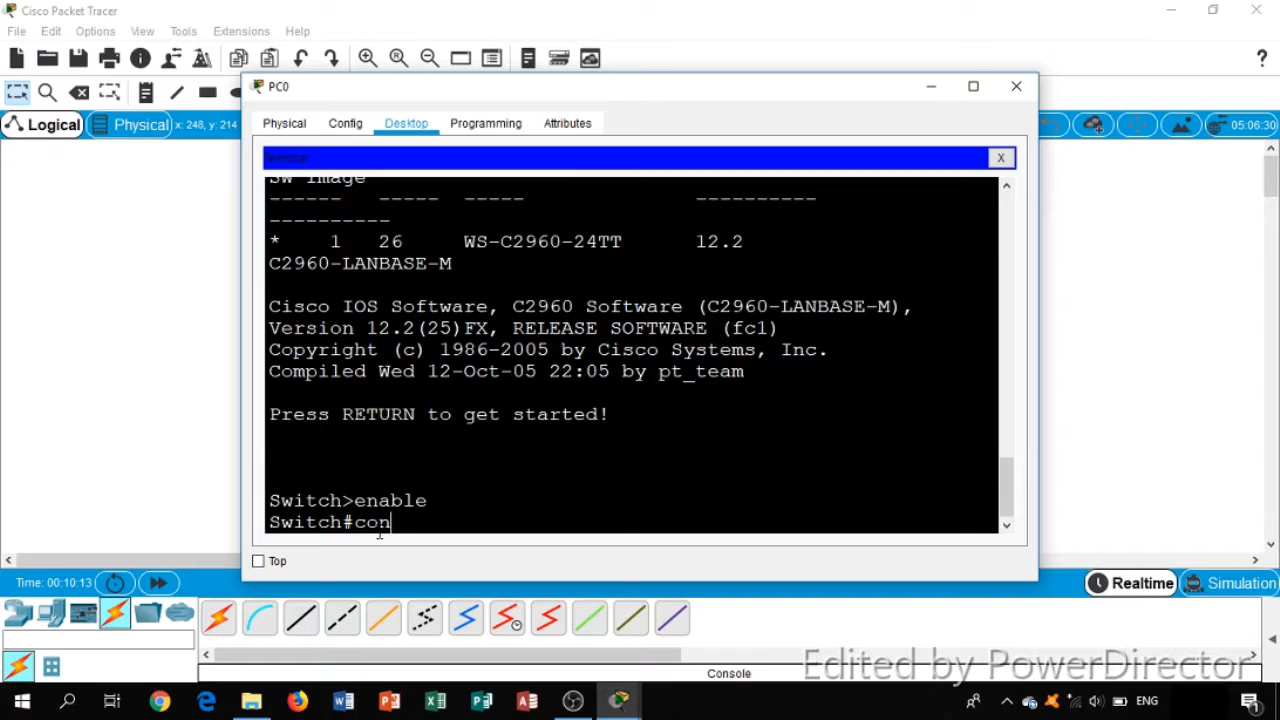 Cisco Packet Tracer
File Edit Options View Tools Extensions Help
PC0
Logical Physical x: 248, y: 214 05:06:30
Physical Config Desktop Programming Attributes
Terminal X
SW Image
------ ----- ----- ----------
----------
* 1 26 WS-C2960-24TT 12.2
C2960-LANBASE-M
Cisco IOS Software, C2960 Software (C2960-LANBASE-M),
Version 12.2(25)FX, RELEASE SOFTWARE (fc1)
Copyright (c) 1986-2005 by Cisco Systems, Inc.
Compiled Wed 12-Oct-05 22:05 by pt_team
Press RETURN to get started!
Switch>enable
Switch#con
Top
Time: 00:10:13 Realtime Simulation
Console
Edited by PowerDirector
ENG